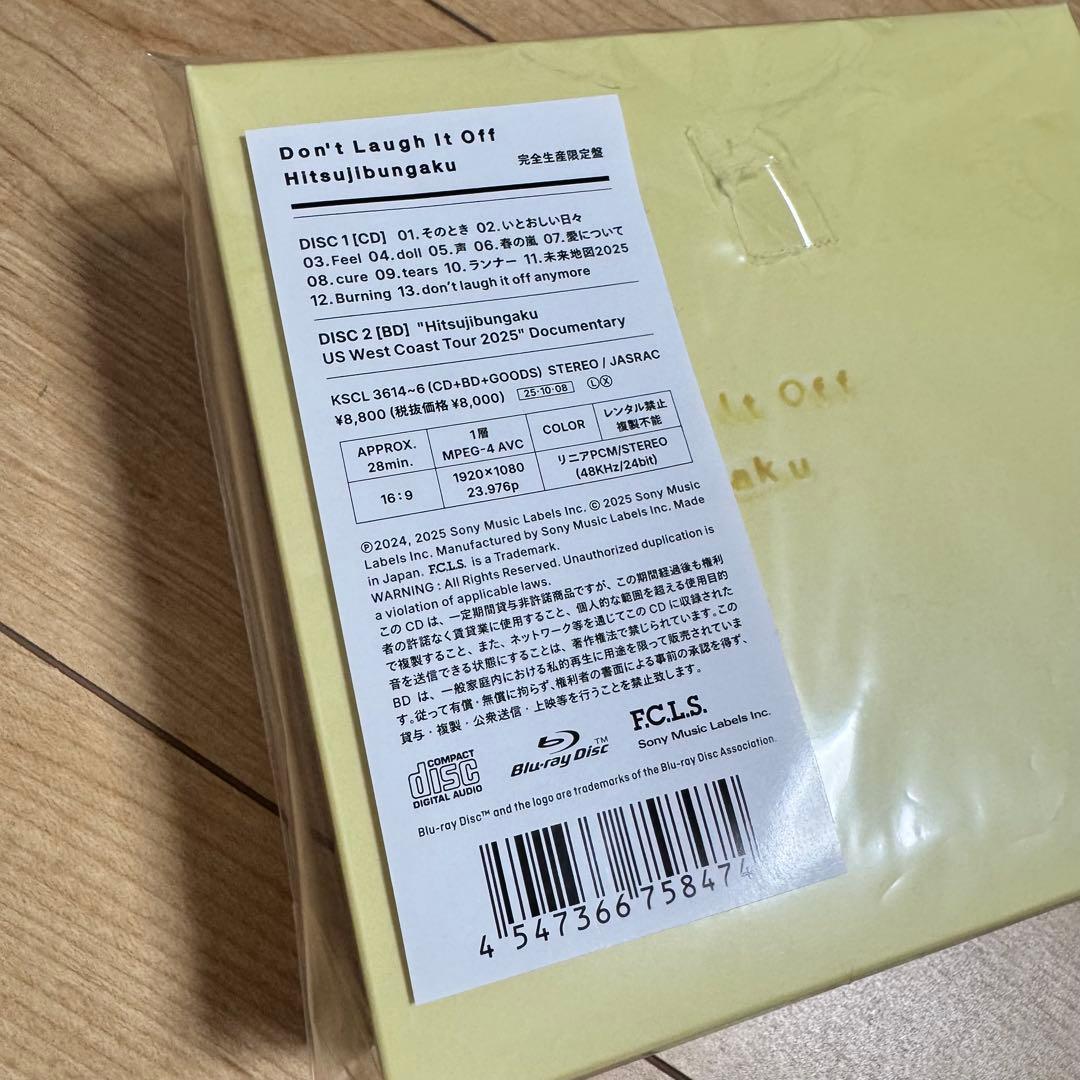 Don't Laugh It Off
Hitsujibungaku
完全生産限定盤
DISC 1 [CD] 01.そのとき 02.いとおしい日々
03.Feel 04.doll 05.声 06.春の嵐 07.愛について
08.cure 09.tears 10.ランナー 11.未来地図2025
12.Burning 13.don't laugh it off anymore
DISC 2 [BD] "Hitsujibungaku
US West Coast Tour 2025" Documentary
KSCL 3614~6 (CD+BD+GOODS) STEREO / JASRAC
¥8,800 (税抜価格 ¥8,000) 25·10·08 Ⓛ Ⓧ
APPROX. 28min.
1層 MPEG-4 AVC
COLOR
レンタル禁止 複製不能
16:9
1920×1080 23.976p
リニアPCM/STEREO (48KHz/24bit)
Ⓟ2024, 2025 Sony Music Labels Inc. © 2025 Sony Music
Labels Inc. Manufactured by Sony Music Labels Inc. Made
in Japan. F.C.L.S. is a Trademark.
WARNING : All Rights Reserved. Unauthorized duplication is
a violation of applicable laws.
この CD は、一定期間貸与非許諾商品ですが、この期間経過後も権利
者の許諾なく賃貸業に使用すること、個人的な範囲を超える使用目的
で複製すること、また、ネットワーク等を通じてこの CD に収録された
音を送信できる状態にすることは、著作権法で禁じられています。この
BD は、一般家庭内における私的再生に用途を限って販売されていま
す。従って有償・無償に拘らず、権利者の書面による事前の承認を得ず、
貸与・複製・公衆送信・上映等を行うことを禁止致します。
COMPACT
disc
DIGITAL AUDIO
Blu-ray Disc™
F.C.L.S.
Sony Music Labels Inc.
Blu-ray Disc™ and the logo are trademarks of the Blu-ray Disc Association.
4 547366 758474
It Off
aku